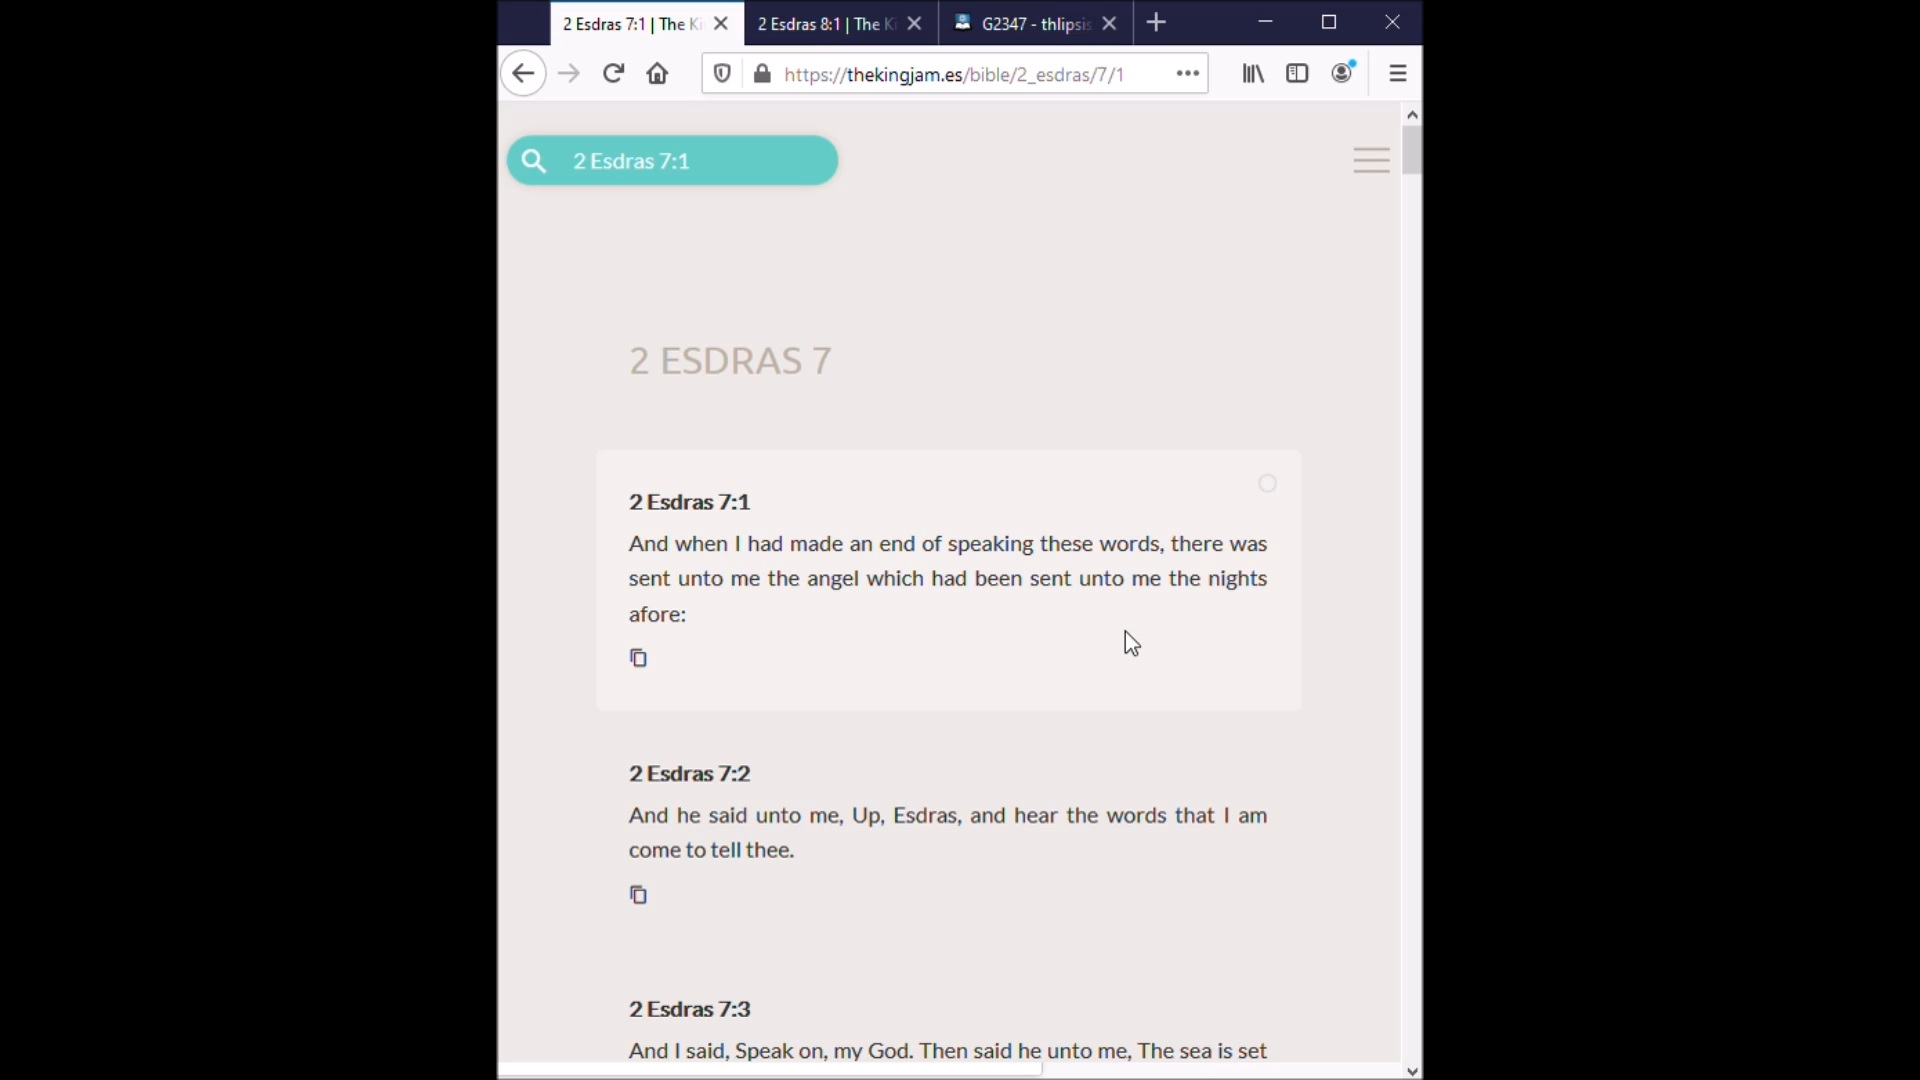 2 Esdras 7:1 | The Ki
2 Esdras 8:1 | The Ki
G2347 - thlipsis
https://thekingjam.es/bible/2_esdras/7/1
2 Esdras 7:1
2 ESDRAS 7
2 Esdras 7:1
And when I had made an end of speaking these words, there was
sent unto me the angel which had been sent unto me the nights
afore:
2 Esdras 7:2
And he said unto me, Up, Esdras, and hear the words that I am
come to tell thee.
2 Esdras 7:3
And I said, Speak on, my God. Then said he unto me, The sea is set